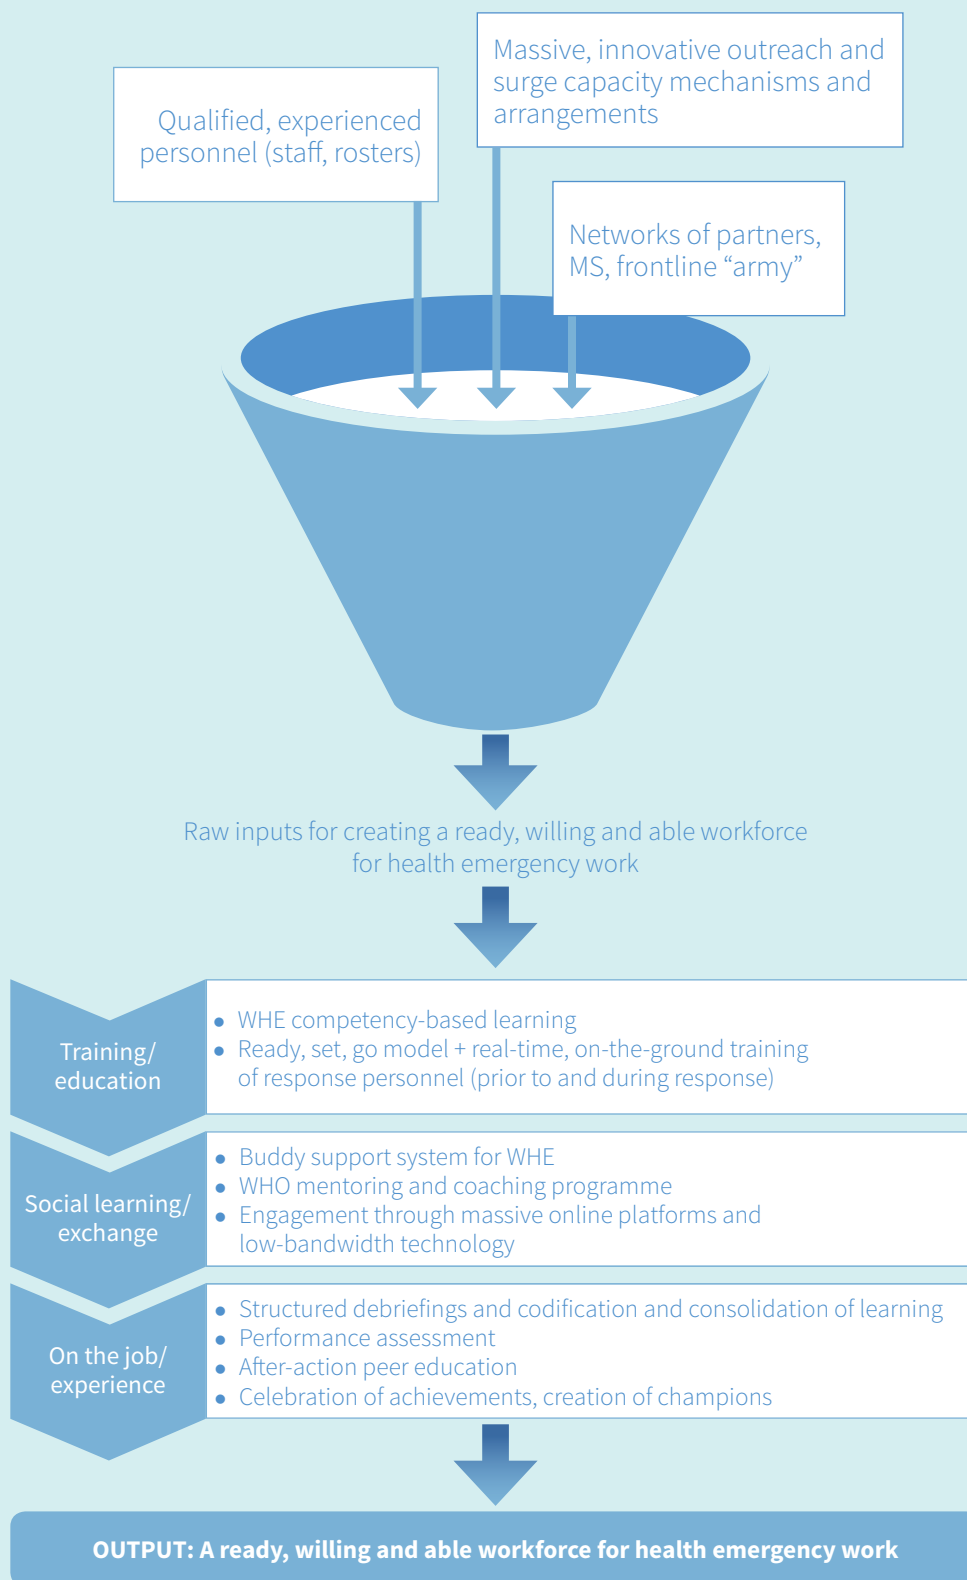 Massive, innovative outreach and
surge capacity mechanisms and
arrangements
Qualified, experienced
personnel (staff, rosters)
Networks of partners,
MS, frontline “army”
Raw inputs for creating a ready, willing and able workforce
for health emergency work
Training/
education
• WHE competency-based learning
• Ready, set, go model + real-time, on-the-ground training
of response personnel (prior to and during response)
Social learning/
exchange
• Buddy support system for WHE
• WHO mentoring and coaching programme
• Engagement through massive online platforms and
low-bandwidth technology
On the job/
experience
• Structured debriefings and codification and consolidation of learning
• Performance assessment
• After-action peer education
• Celebration of achievements, creation of champions
OUTPUT: A ready, willing and able workforce for health emergency work